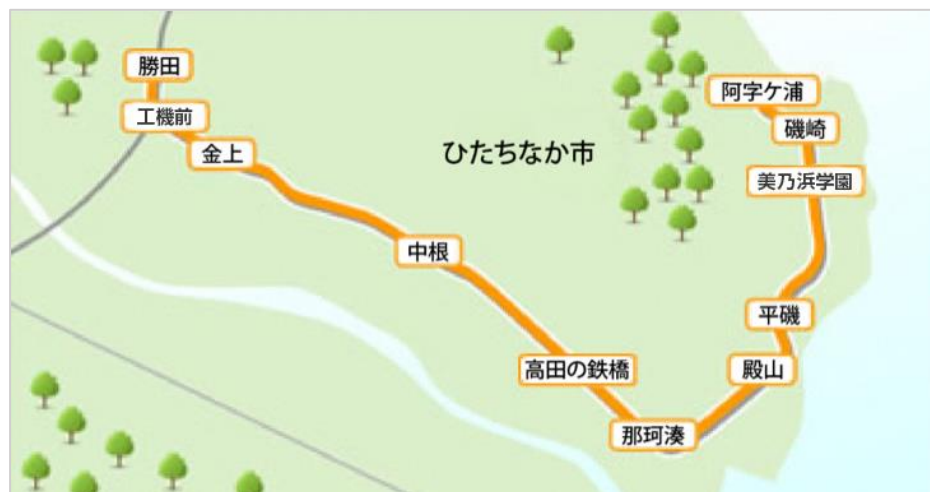 勝田
工機前
金上
中根
高田の鉄橋
那珂湊
殿山
平磯
美乃浜学園
磯崎
阿字ケ浦
ひたちなか市